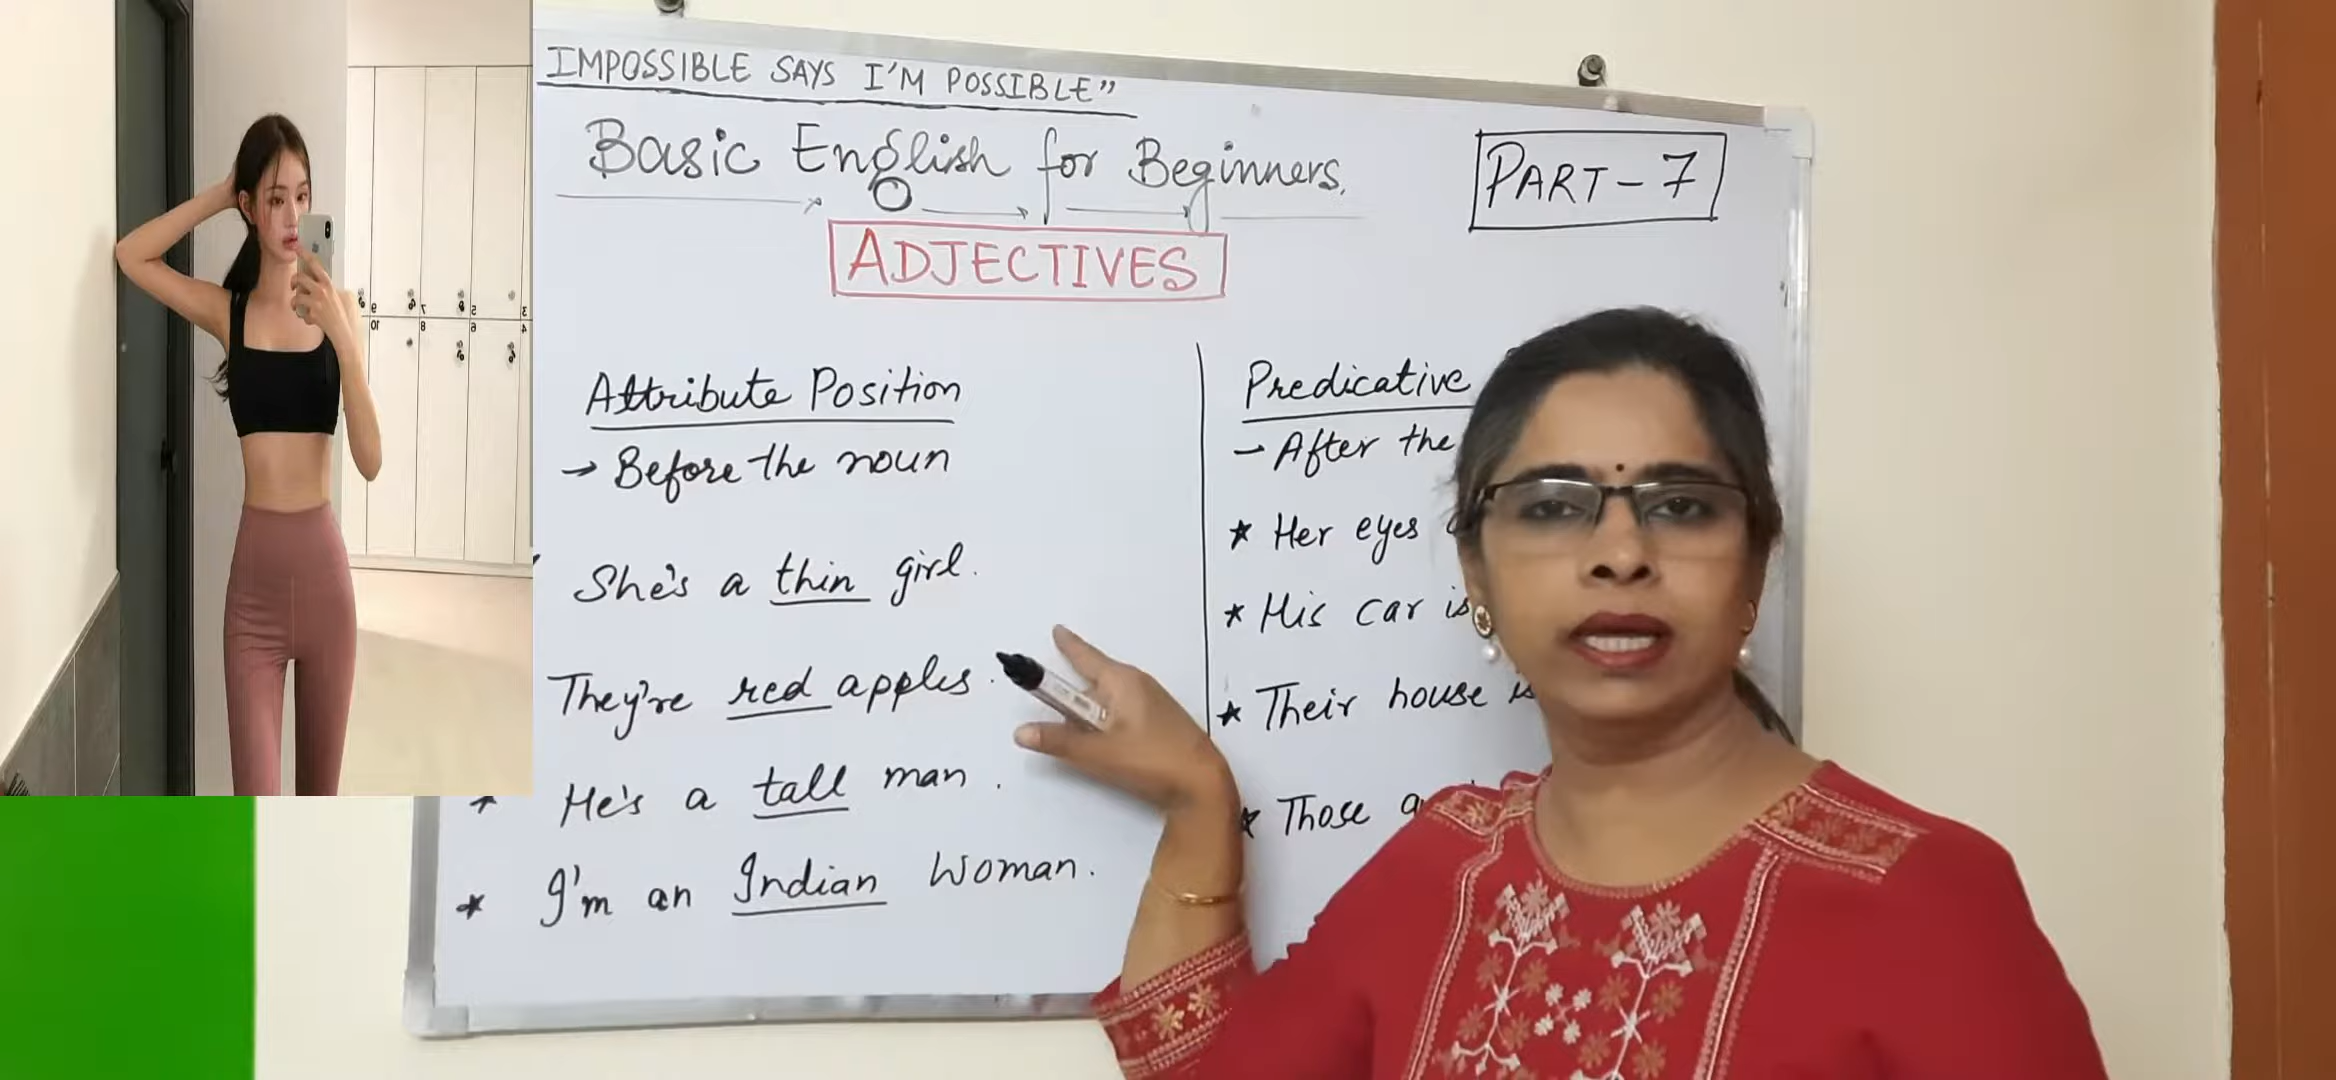 IMPOSSIBLE SAYS I'M POSSIBLE"
Basic English for Beginners.
PART-7
ADJECTIVES
Attribute Position
→ Before the noun
She's a thin girl.
They're red apples.
* He's a tall man.
* I'm an Indian Woman.
Predicative
- After the
* Her eyes
* His car is
* Their house is
* Those